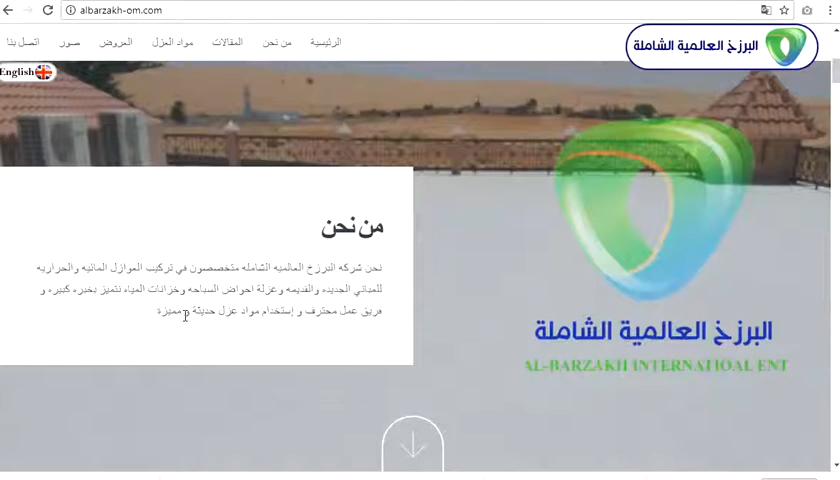 albarzakh-om.com
الرئيسية
من نحن
المقالات
مواد العزل
العروض
صور
اتصل بنا
البرزخ العالمية الشاملة
English
من نحن
نحن شركه البرزخ العالميه الشامله متخصصون في تركيب العوازل المائيه والحراريه
للمباني الجديده والقديمه وعزلة احواض السباحه وخزانات المياه نتميز بخبره كبيره و
فريق عمل محترف و إستخدام مواد عزل حديثة و مميزة
البرزخ العالمية الشاملة
AL-BARZAKH INTERNATIOAL ENT